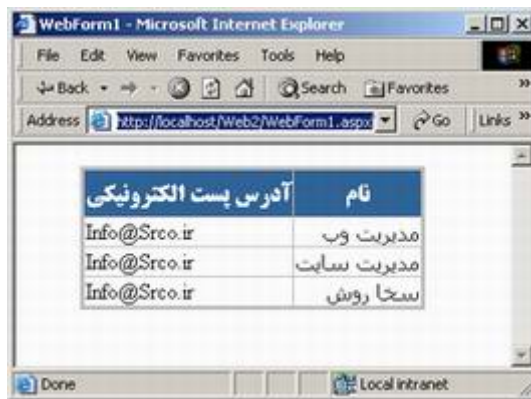 WebForm1 - Microsoft Internet Explorer
File Edit View Favorites Tools Help
Back Search Favorites
Address http://localhost/Web2/WebForm1.aspx Go Links
نام آدرس پست الکترونیکی
مدیریت وب Info@Srco.ir
مدیریت سایت Info@Srco.ir
سخا روش Info@Srco.ir
Done Local intranet